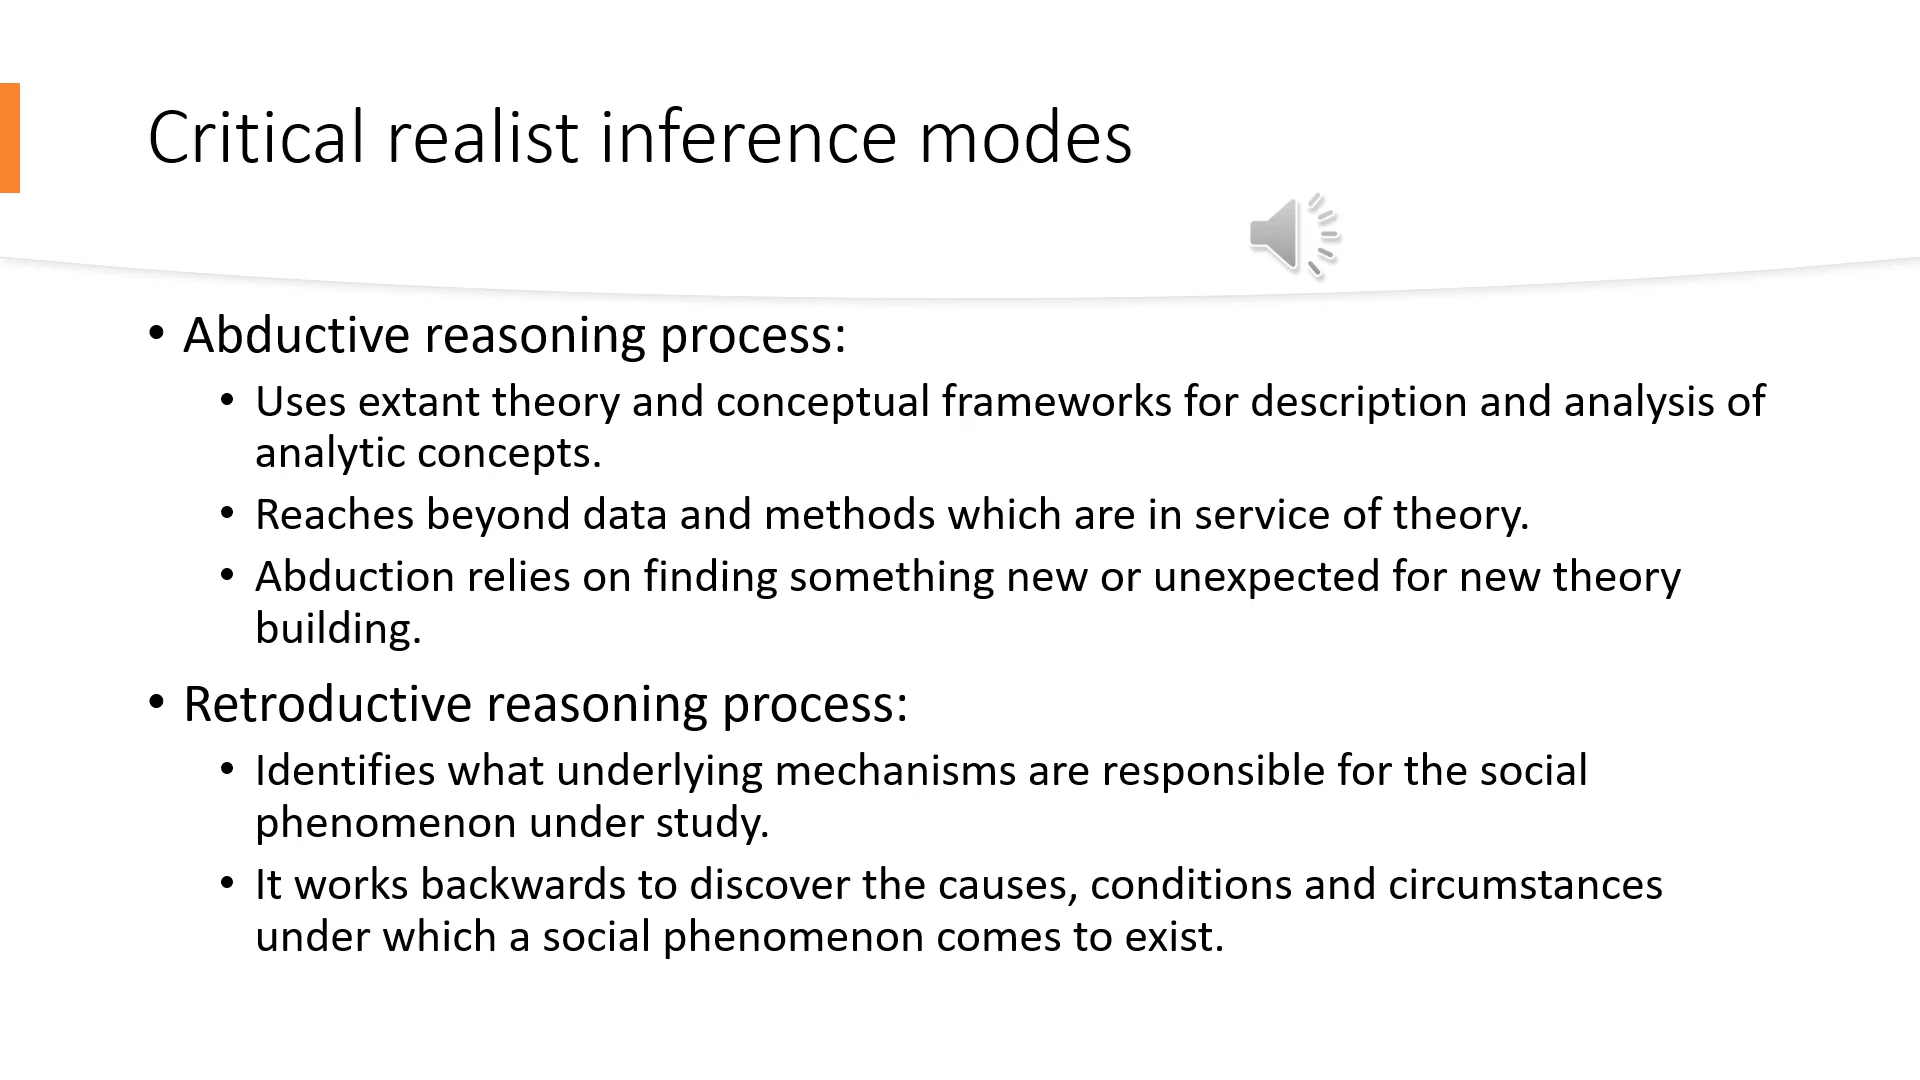 Critical realist inference modes
• Abductive reasoning process:
• Uses extant theory and conceptual frameworks for description and analysis of
analytic concepts.
• Reaches beyond data and methods which are in service of theory.
• Abduction relies on finding something new or unexpected for new theory
building.
• Retroductive reasoning process:
• Identifies what underlying mechanisms are responsible for the social
phenomenon under study.
• It works backwards to discover the causes, conditions and circumstances
under which a social phenomenon comes to exist.